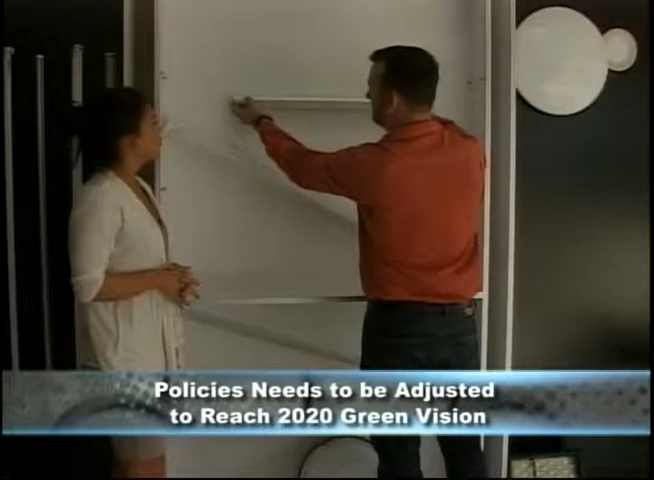 Policies Needs to be Adjusted
to Reach 2020 Green Vision